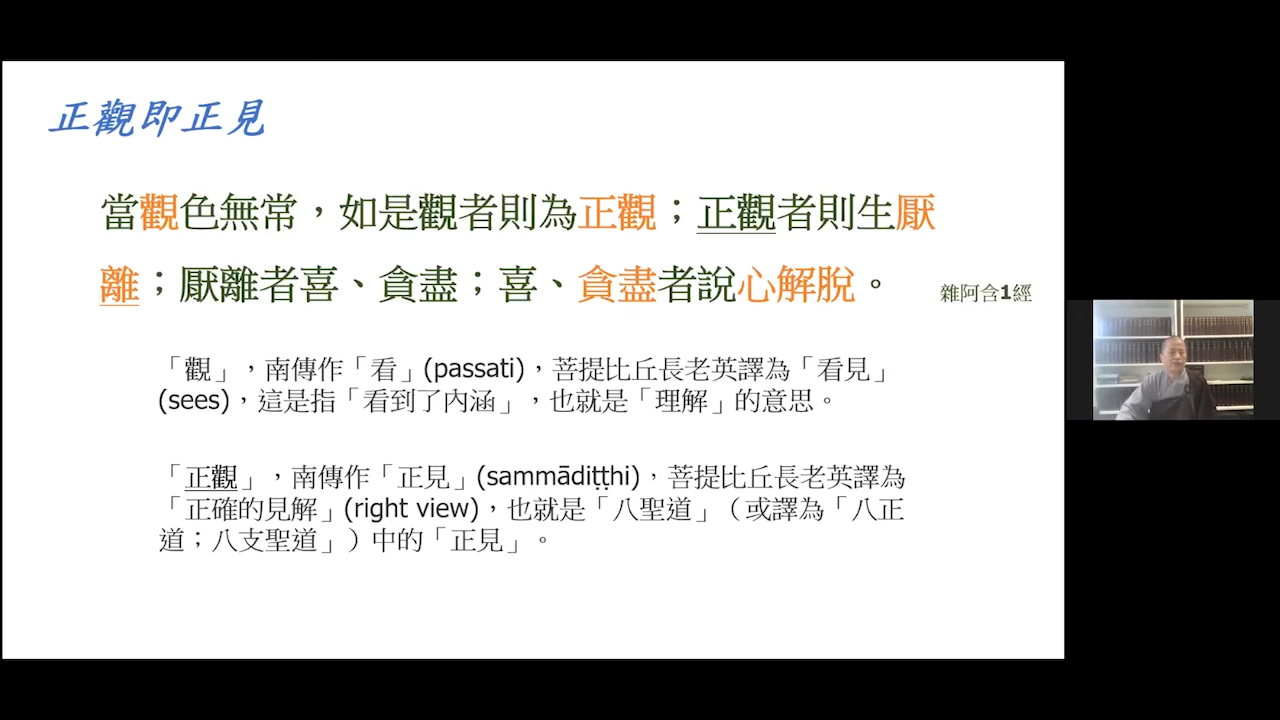 正觀即正見
當觀色無常，如是觀者則為正觀；正觀者則生厭
離；厭離者喜、貪盡；喜、貪盡者說心解脫。
雜阿含1經
「觀」，南傳作「看」(passati)，菩提比丘長老英譯為「看見」
(sees)，這是指「看到了內涵」，也就是「理解」的意思。
「正觀」，南傳作「正見」(sammādiṭṭhi)，菩提比丘長老英譯為
「正確的見解」(right view)，也就是「八聖道」（或譯為「八正
道；八支聖道」）中的「正見」。